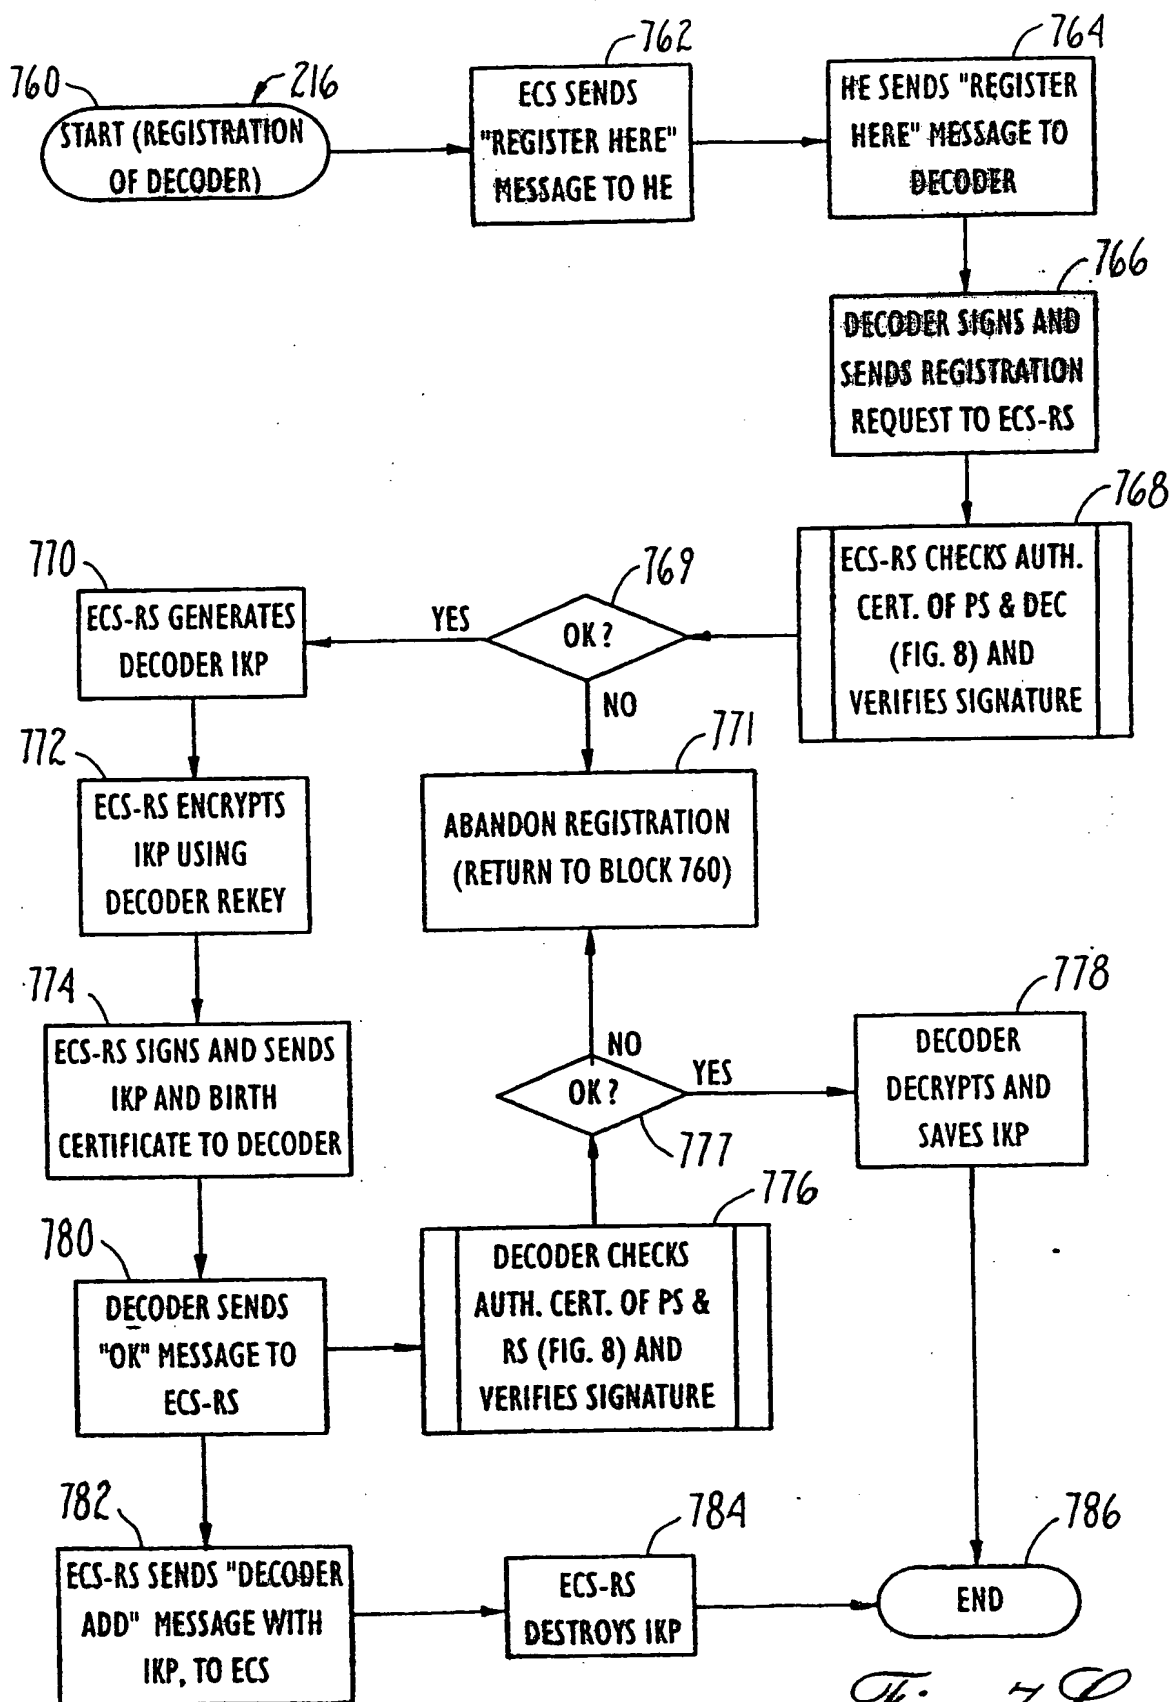 760
216
START (REGISTRATION
OF DECODER)
762
ECS SENDS
"REGISTER HERE"
MESSAGE TO HE
764
HE SENDS "REGISTER
HERE" MESSAGE TO
DECODER
766
DECODER SIGNS AND
SENDS REGISTRATION
REQUEST TO ECS-RS
768
ECS-RS CHECKS AUTH.
CERT. OF PS & DEC
(FIG. 8) AND
VERIFIES SIGNATURE
769
OK?
YES
NO
770
ECS-RS GENERATES
DECODER IKP
771
ABANDON REGISTRATION
(RETURN TO BLOCK 760)
772
ECS-RS ENCRYPTS
IKP USING
DECODER REKEY
774
ECS-RS SIGNS AND SENDS
IKP AND BIRTH
CERTIFICATE TO DECODER
780
DECODER SENDS
"OK" MESSAGE TO
ECS-RS
776
DECODER CHECKS
AUTH. CERT. OF PS &
RS (FIG. 8) AND
VERIFIES SIGNATURE
777
OK?
NO
YES
778
DECODER
DECRYPTS AND
SAVES IKP
782
ECS-RS SENDS "DECODER
ADD" MESSAGE WITH
IKP, TO ECS
784
ECS-RS
DESTROYS IKP
786
END